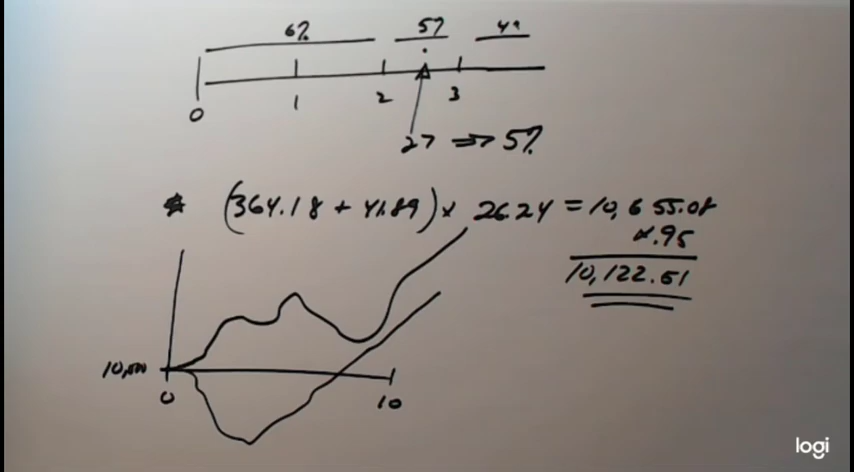 6% 5% 4%
0 1 2 3
27 ⇒ 5%
* (364.18 + 41.89) x 26.24 = 10,655.08
x.95
10,122.51
10,000
0 10
logi